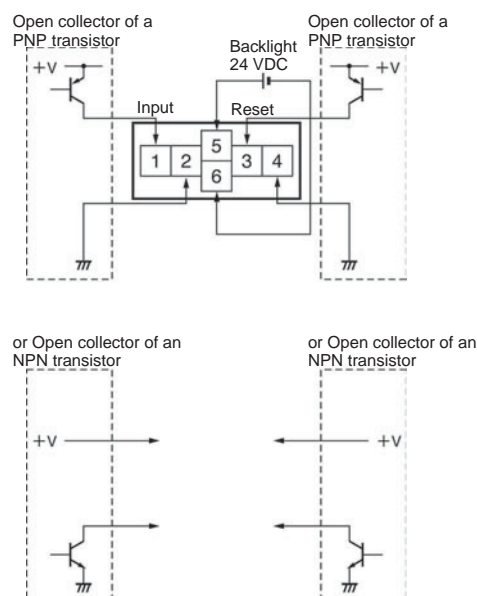 Open collector of a
PNP transistor
Open collector of a
PNP transistor
Backlight
24 VDC
+V
+V
Input
Reset
1 2 5 6 3 4
or Open collector of an
NPN transistor
or Open collector of an
NPN transistor
+V
+V